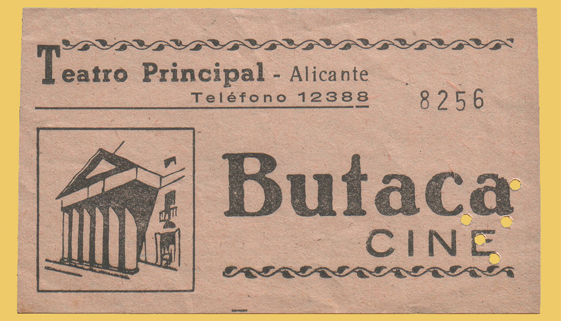 Teatro Principal - Alicante
Teléfono 12388
8256
Butaca
CINE